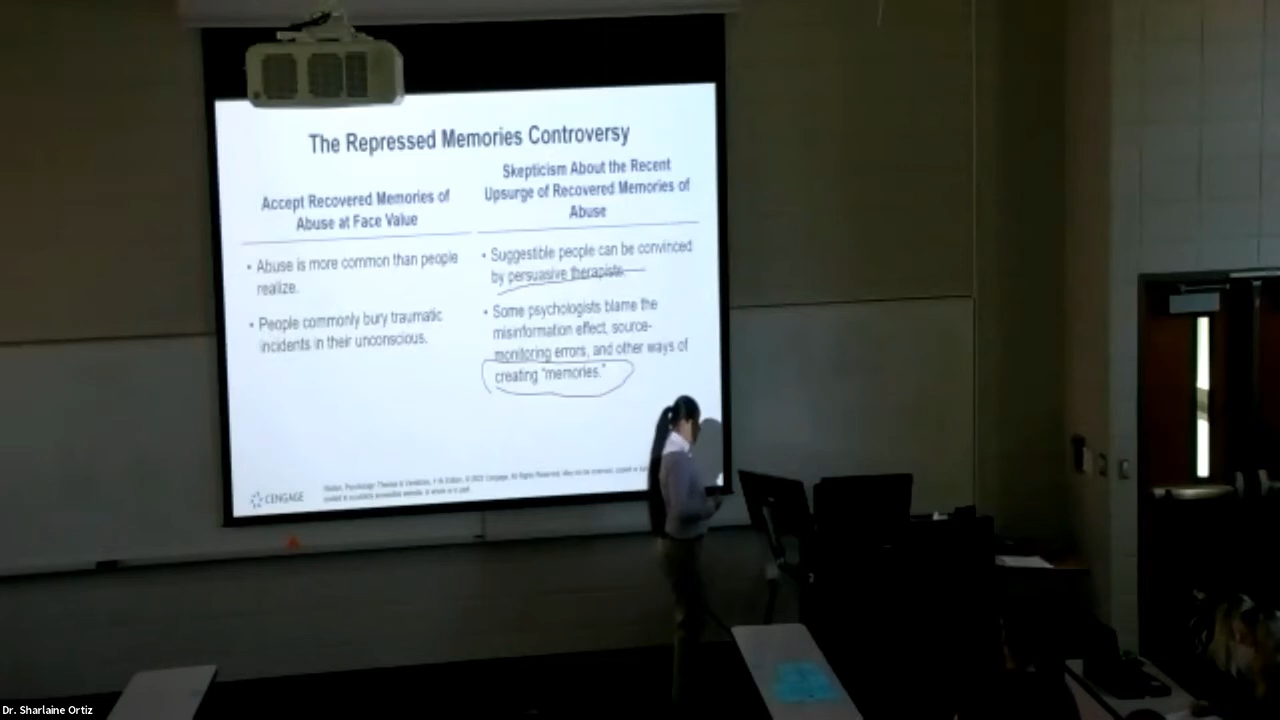 The Repressed Memories Controversy
Accept Recovered Memories of
Abuse at Face Value
• Abuse is more common than people
realize.
• People commonly bury traumatic
incidents in their unconscious.
Skepticism About the Recent
Upsurge of Recovered Memories of
Abuse
• Suggestible people can be convinced
by persuasive therapists
• Some psychologists blame the
misinformation effect, source-
monitoring errors, and other ways of
creating "memories."
CENGAGE
Dr. Sharlaine Ortiz